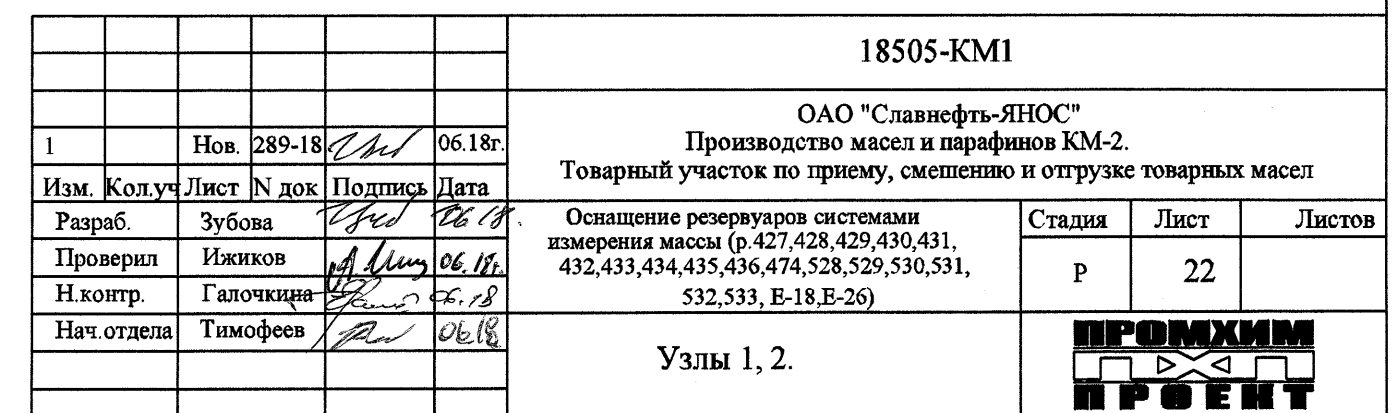 18505-КМ1
ОАО "Славнефть-ЯНОС"
Производство масел и парафинов КМ-2.
Товарный участок по приему, смешению и отгрузке товарных масел
1 Нов. 289-18 06.18г.
Изм. Кол.уч Лист N док Подпись Дата
Разраб. Зубова 06.18.
Проверил Ижиков 06.18г.
Н.контр. Галочкина 06.18
Нач.отдела Тимофеев 06.18
Оснащение резервуаров системами
измерения массы (р.427,428,429,430,431,
432,433,434,435,436,474,528,529,530,531,
532,533, Е-18,Е-26)
Стадия Лист Листов
Р 22
Узлы 1, 2.
ПРОМХИМ
ПРОЕКТ